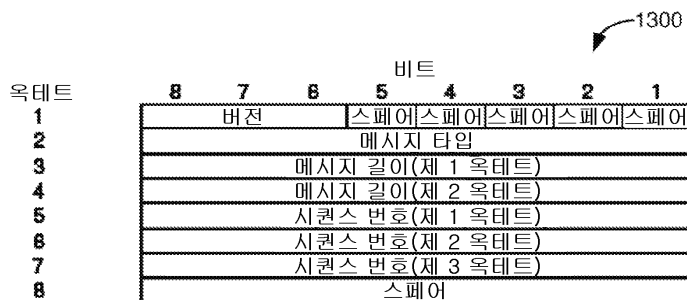 1300
비트
옥테트 8 7 6 5 4 3 2 1
1 버전 스페어 스페어 스페어 스페어 스페어
2 메시지 타입
3 메시지 길이(제 1 옥테트)
4 메시지 길이(제 2 옥테트)
5 시퀀스 번호(제 1 옥테트)
6 시퀀스 번호(제 2 옥테트)
7 시퀀스 번호(제 3 옥테트)
8 스페어